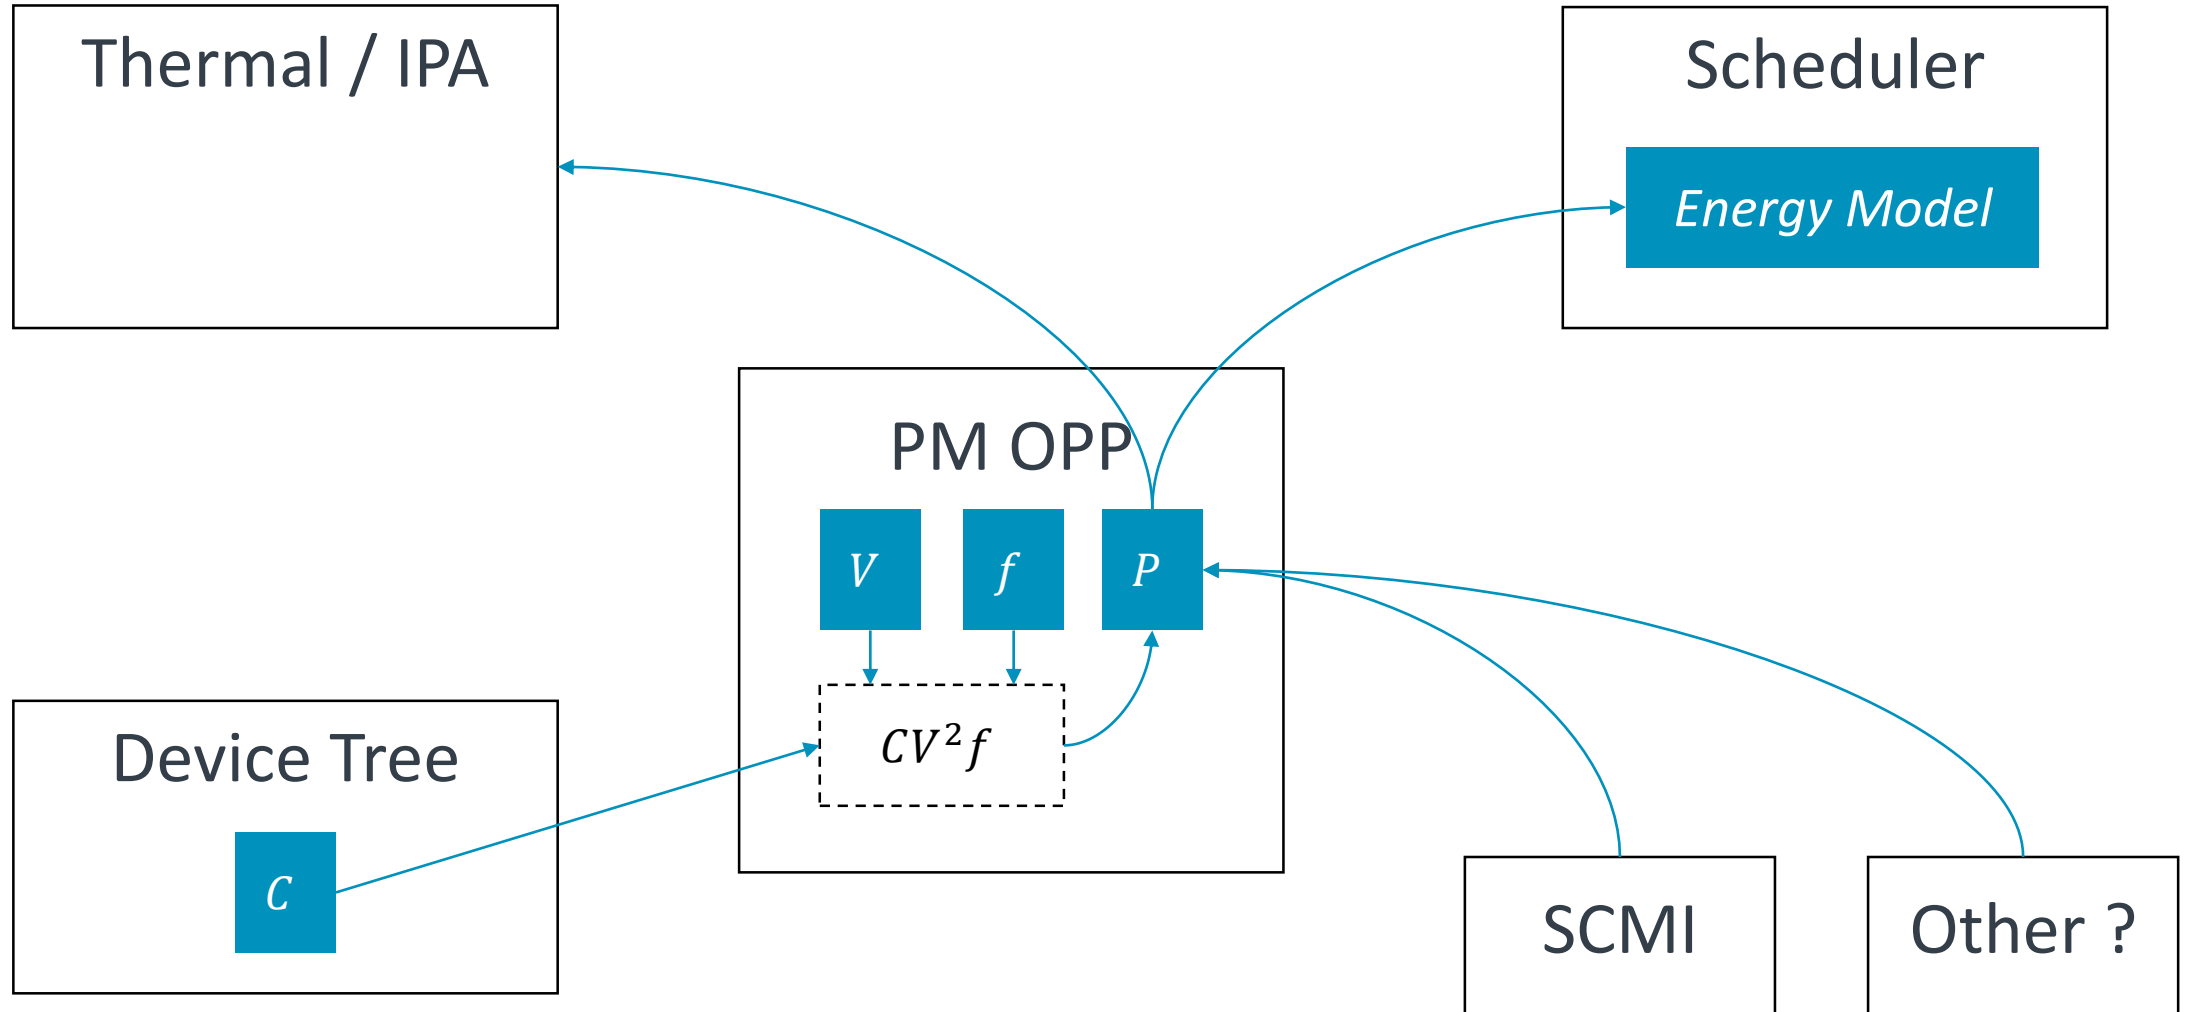 Thermal / IPA
Scheduler
Energy Model
PM OPP
V
f
P
CV²f
Device Tree
C
SCMI
Other ?